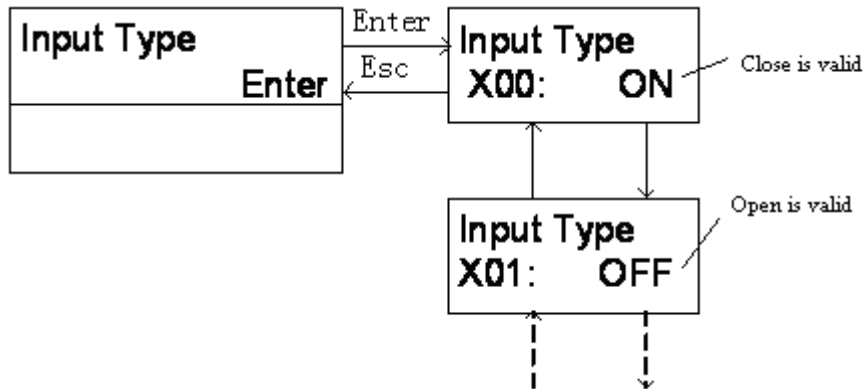 Input Type
Enter
Enter
Esc
Input Type
X00: ON
Close is valid
Input Type
X01: OFF
Open is valid